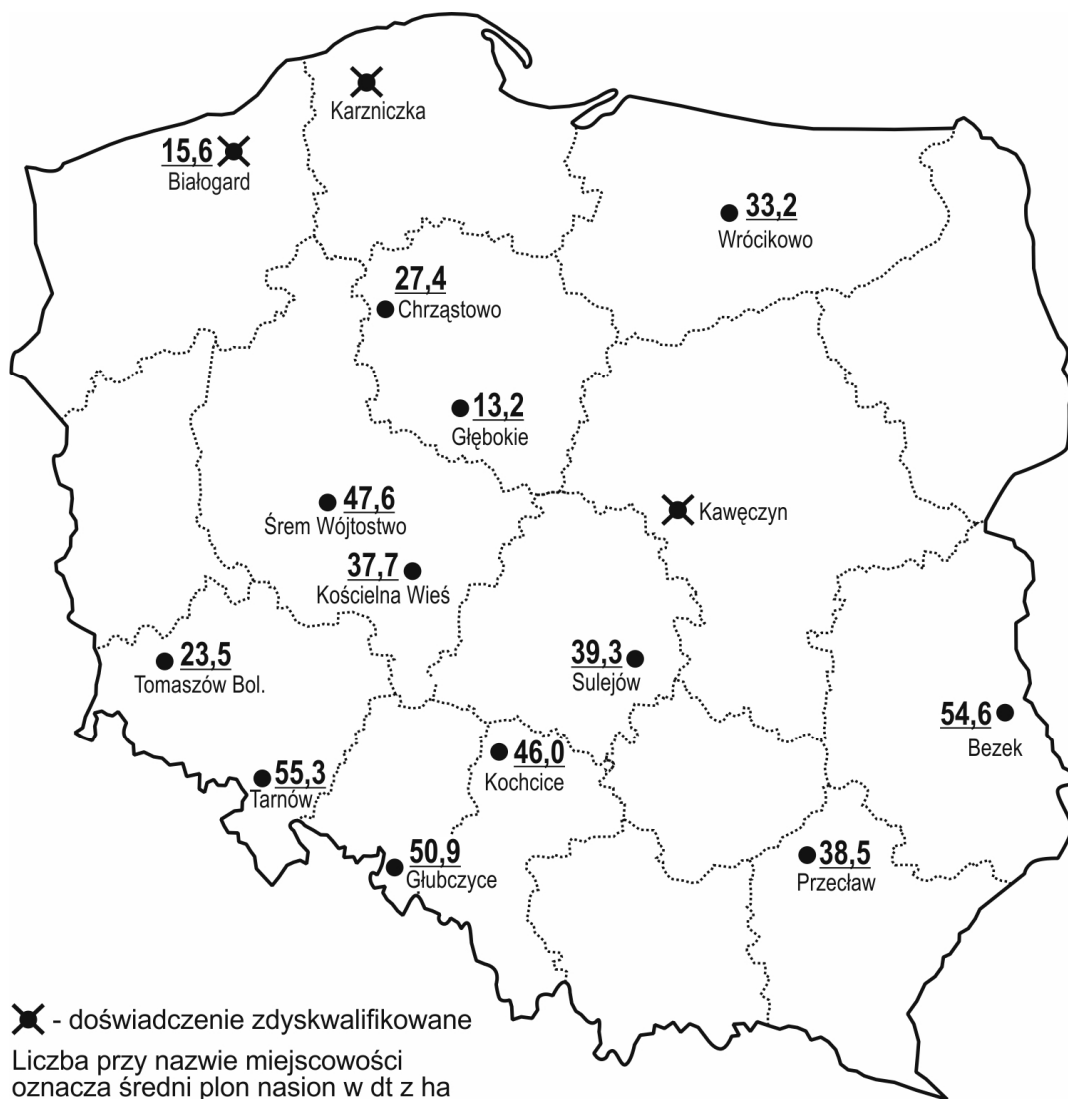 Karzniczka
15,6
Białogard
33,2
Wrócikowo
27,4
Chrząstowo
13,2
Głębokie
47,6
Śrem Wójtostwo
Kawęczyn
37,7
Kościelna Wieś
23,5
Tomaszów Bol.
39,3
Sulejów
54,6
Bezek
46,0
Kochcice
55,3
Tarnów
50,9
Głubczyce
38,5
Przecław
- doświadczenie zdyskwalifikowane
Liczba przy nazwie miejscowości
oznacza średni plon nasion w dt z ha